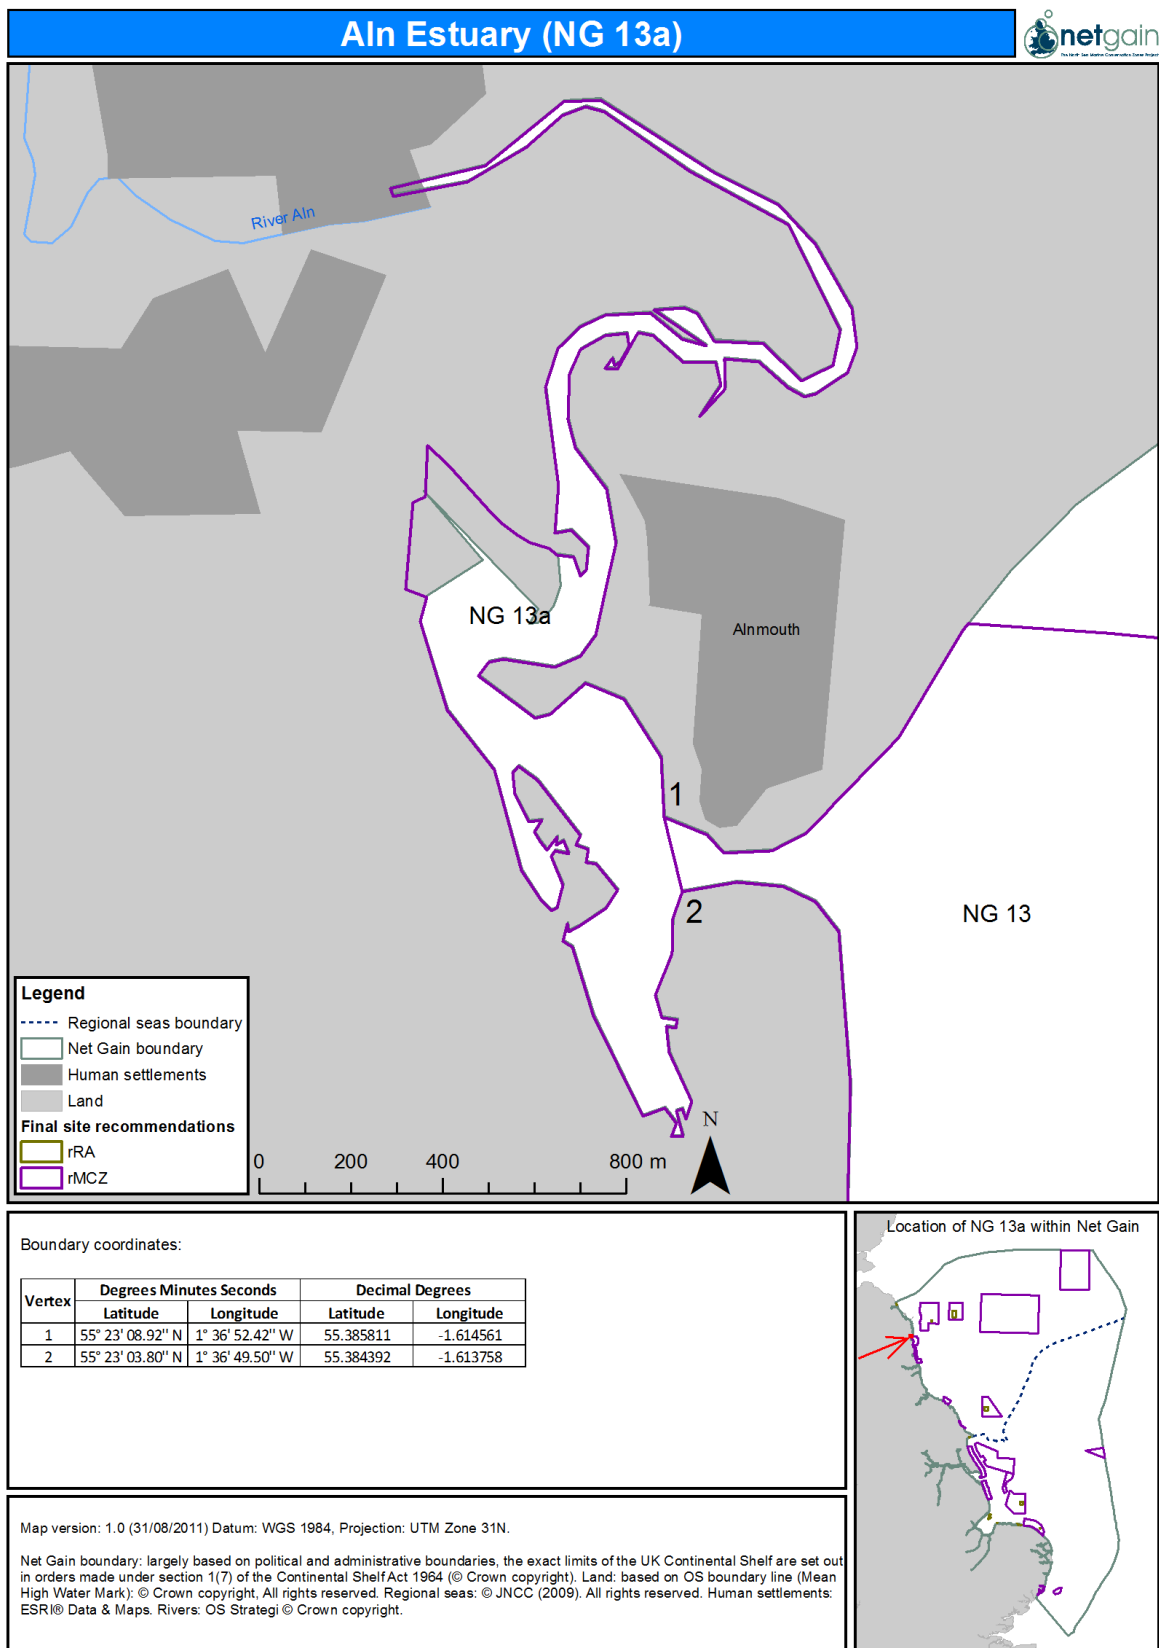 Aln Estuary (NG 13a)
netgain
The North Sea Marine Conservation Zones Project
River Aln
NG 13a
Alnmouth
1
2
NG 13
Legend
Regional seas boundary
Net Gain boundary
Human settlements
Land
Final site recommendations
rRA
rMCZ
0 200 400 800 m
N
Boundary coordinates:
Vertex Degrees Minutes Seconds Decimal Degrees
Latitude Longitude Latitude Longitude
1 55° 23' 08.92'' N 1° 36' 52.42'' W 55.385811 -1.614561
2 55° 23' 03.80'' N 1° 36' 49.50'' W 55.384392 -1.613758
Location of NG 13a within Net Gain
Map version: 1.0 (31/08/2011) Datum: WGS 1984, Projection: UTM Zone 31N.
Net Gain boundary: largely based on political and administrative boundaries, the exact limits of the UK Continental Shelf are set out
in orders made under section 1(7) of the Continental Shelf Act 1964 (© Crown copyright). Land: based on OS boundary line (Mean
High Water Mark): © Crown copyright, All rights reserved. Regional seas: © JNCC (2009). All rights reserved. Human settlements:
ESRI® Data & Maps. Rivers: OS Strategi © Crown copyright.